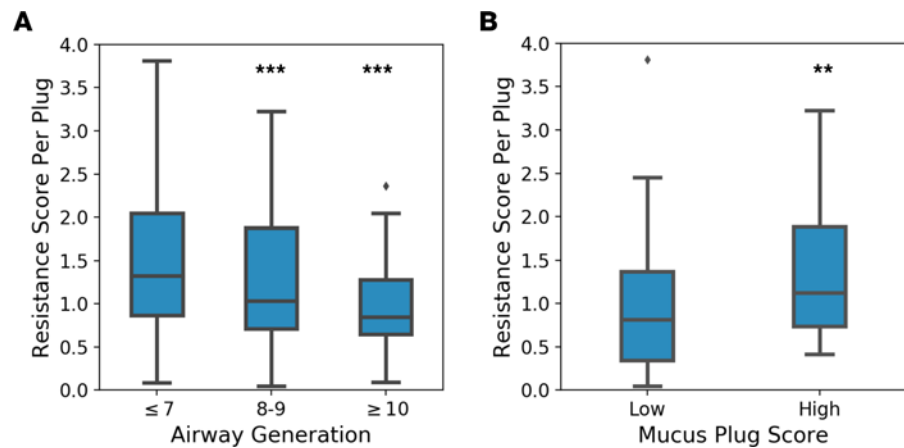 A
B
Resistance Score Per Plug
4.0
3.5
3.0
2.5
2.0
1.5
1.0
0.5
0.0
*** ***
≤ 7 8-9 ≥ 10
Airway Generation
Resistance Score Per Plug
4.0
3.5
3.0
2.5
2.0
1.5
1.0
0.5
0.0
**
Low High
Mucus Plug Score